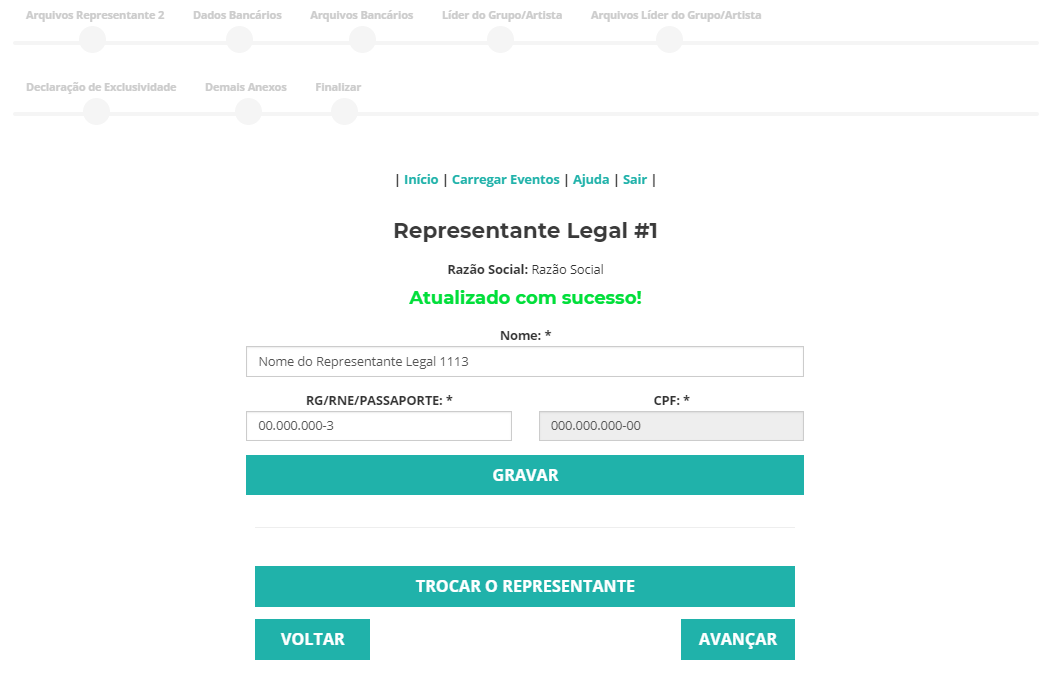 Arquivos Representante 2 Dados Bancários Arquivos Bancários Líder do Grupo/Artista Arquivos Líder do Grupo/Artista
Declaração de Exclusividade Demais Anexos Finalizar
| Início | Carregar Eventos | Ajuda | Sair |
Representante Legal #1
Razão Social: Razão Social
Atualizado com sucesso!
Nome: *
Nome do Representante Legal 1113
RG/RNE/PASSAPORTE: * CPF: *
00.000.000-3 000.000.000-00
GRAVAR
TROCAR O REPRESENTANTE
VOLTAR AVANÇAR